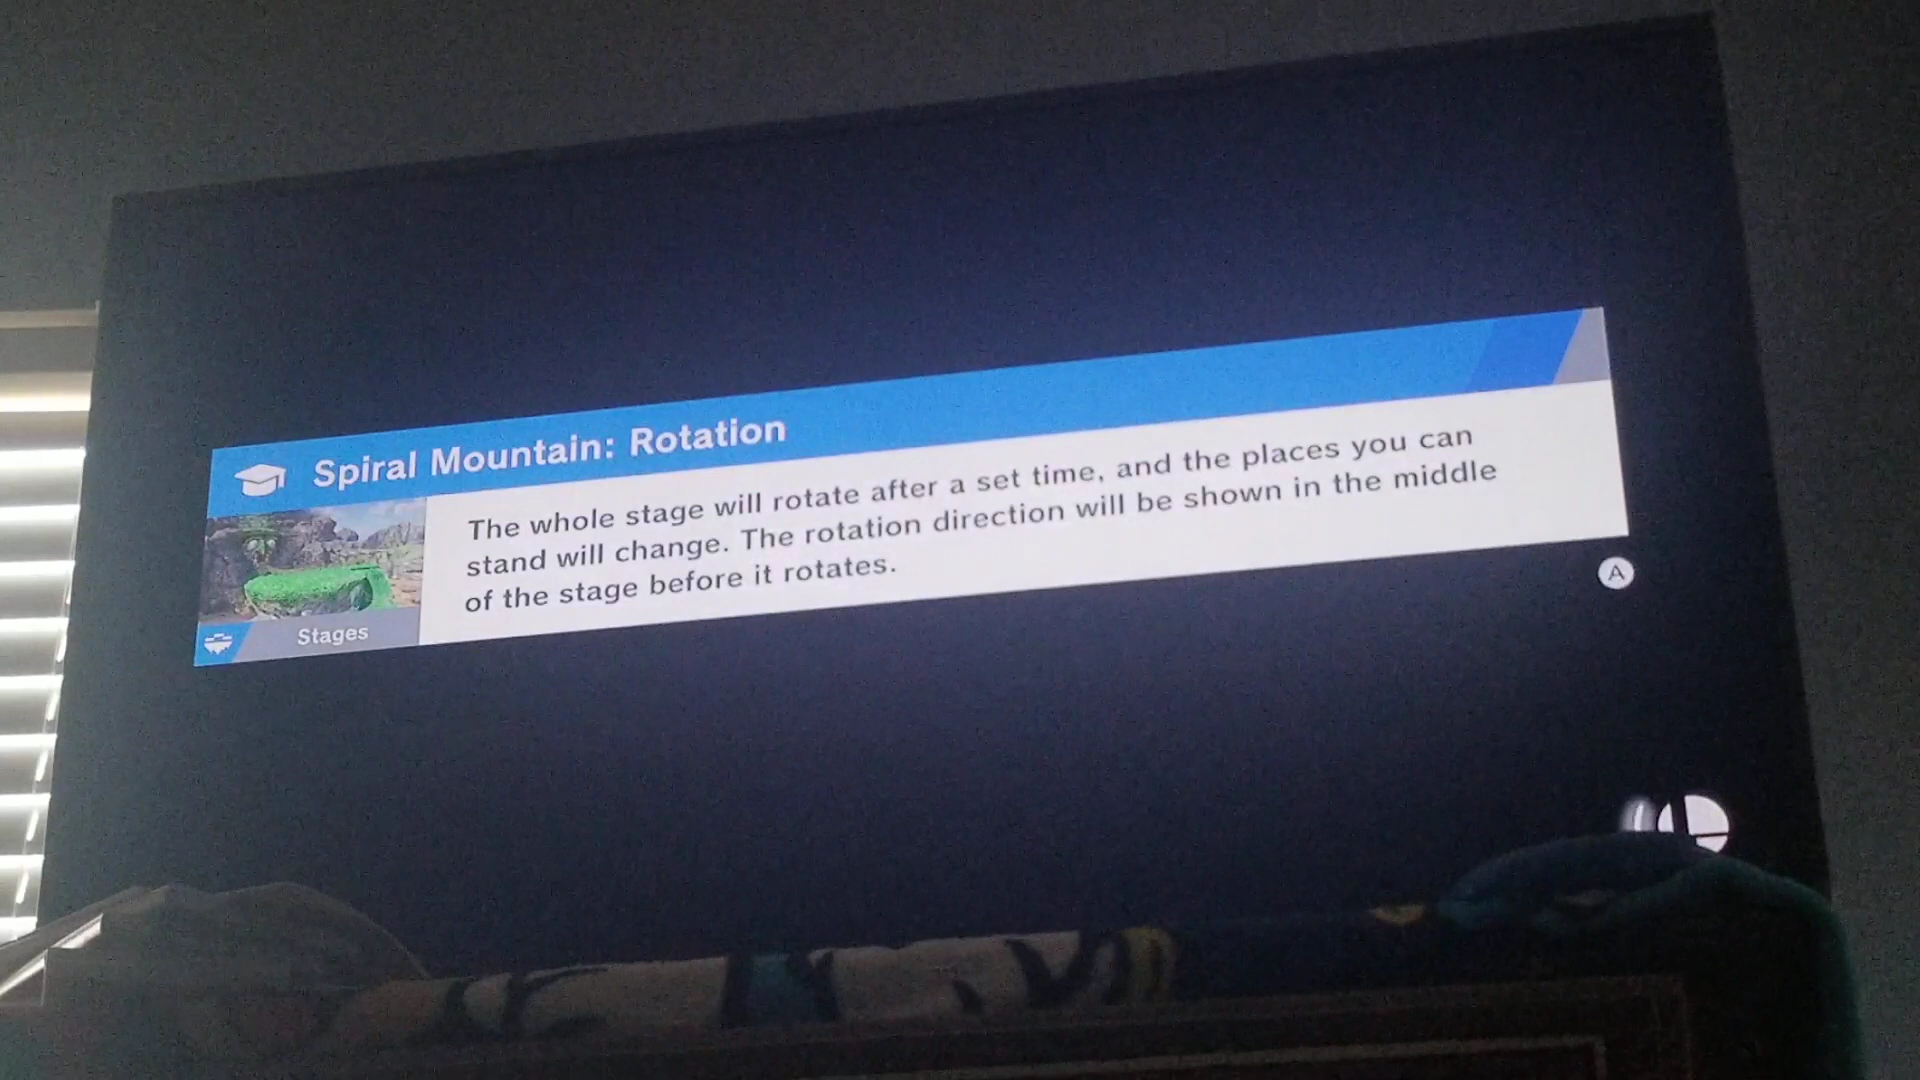 Spiral Mountain: Rotation
The whole stage will rotate after a set time, and the places you can
stand will change. The rotation direction will be shown in the middle
of the stage before it rotates.
Stages
A